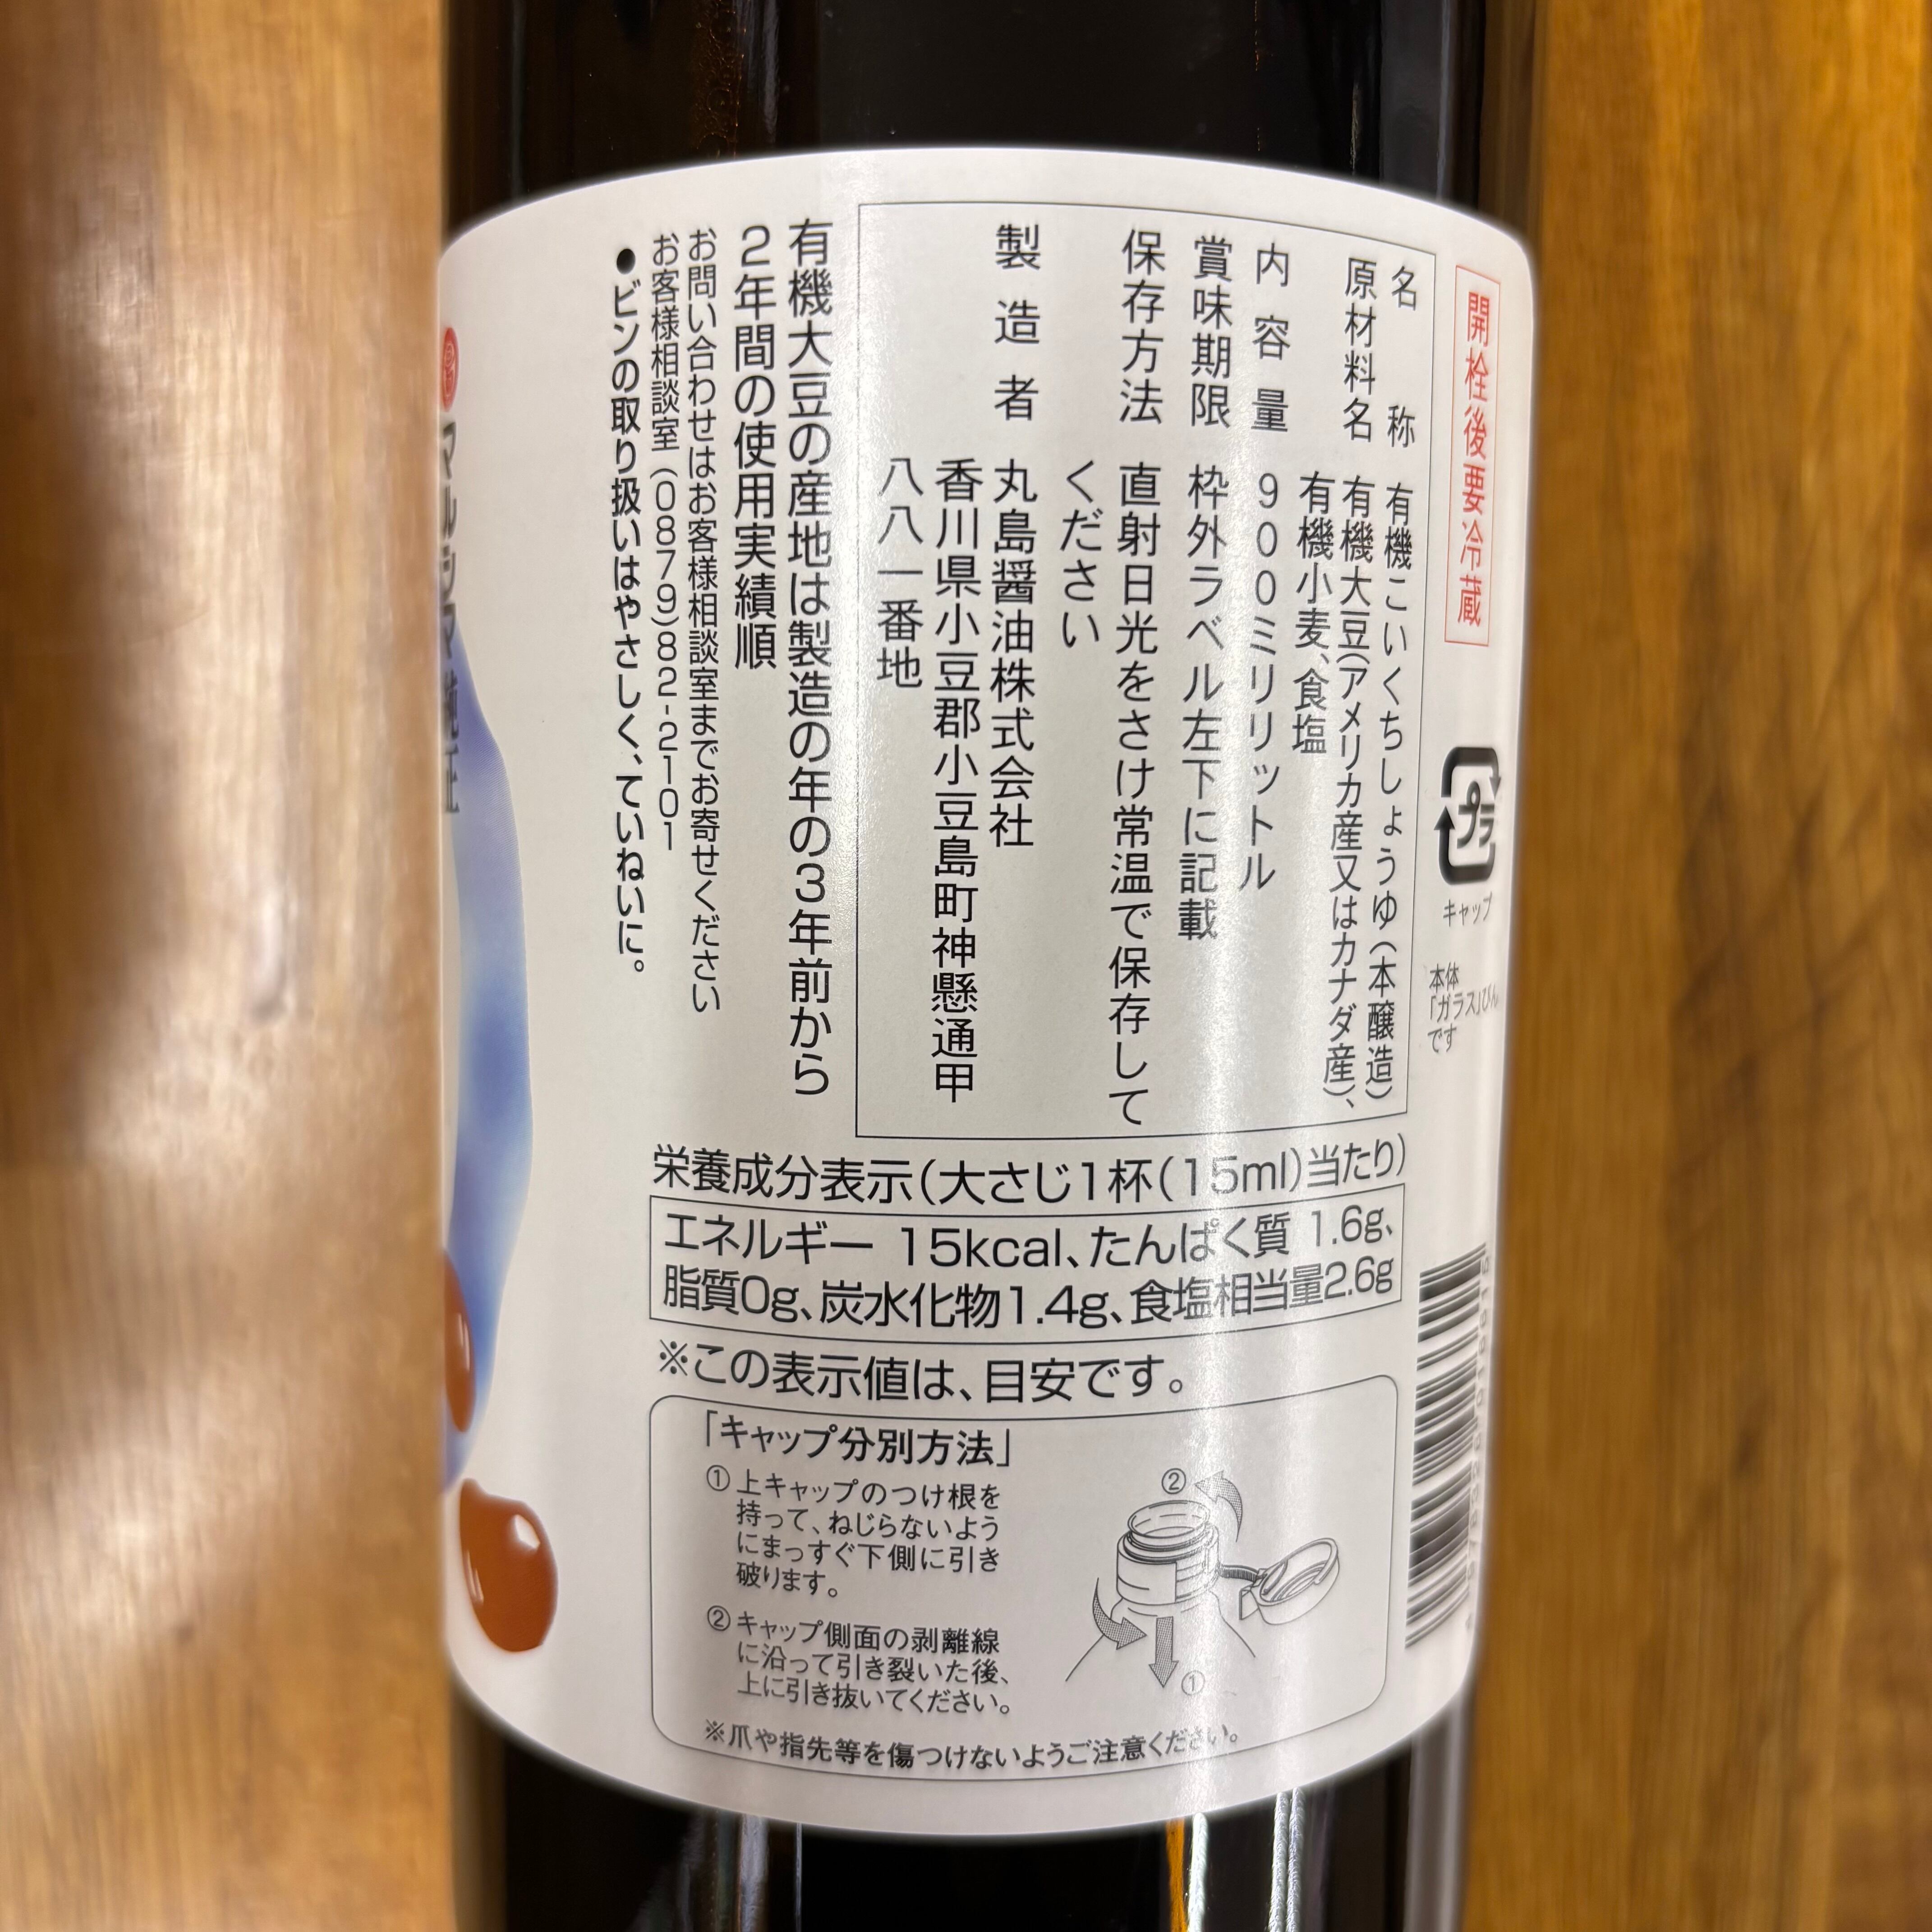 開栓後要冷蔵
プラ
キャップ
本体
「ガラス」びん
です
名称 有機こいくちしょうゆ(本醸造)
原材料名 有機大豆(アメリカ産又はカナダ産)、
有機小麦、食塩
内容量 900ミリリットル
賞味期限 枠外ラベル左下に記載
保存方法 直射日光をさけ常温で保存して
ください
製造者 丸島醤油株式会社
香川県小豆郡小豆島町神懸通甲
八八一番地
有機大豆の産地は製造の年の3年前から
2年間の使用実績順
お問い合わせはお客様相談室までお寄せください
お客様相談室(0879)82-2101
●ビンの取り扱いはやさしく、ていねいに。
マルシマ 純正
栄養成分表示(大さじ1杯(15ml)当たり)
エネルギー 15kcal、たんぱく質 1.6g、
脂質0g、炭水化物1.4g、食塩相当量2.6g
※この表示値は、目安です。
「キャップ分別方法」
①上キャップのつけ根を
持って、ねじらないよう
にまっすぐ下側に引き
破ります。
②キャップ側面の剥離線
に沿って引き裂いた後、
上に引き抜いてください。
②
①
※爪や指先等を傷つけないようご注意ください。